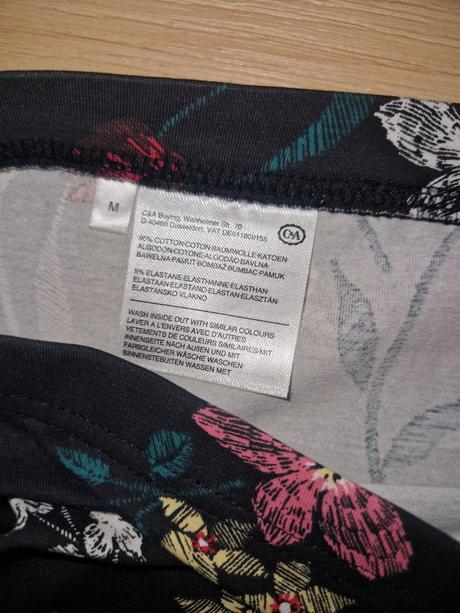 M
C&A Buying, Wanheimer Str. 70
D-40468 Düsseldorf, VAT DE811809155
C&A
95% COTTON-COTON-BAUMWOLLE-KATOEN-
ALGODÓN-COTONE-ALGODÃO-BAVLNA-
BAWEŁNA-PAMUT-BOMBAŽ-BUMBAC-PAMUK
5% ELASTANE-ELASTHANNE-ELASTHAN-
ELASTAAN-ELASTANO-ELASTAN-ELASZTÁN-
ELASTANSKO VLAKNO
WASH INSIDE OUT WITH SIMILAR COLOURS-
LAVER A L'ENVERS AVEC D'AUTRES
VETEMENTS DE COULEURS SIMILAIRES-MIT
INNENSEITE NACH AUßEN UND MIT
FARBGLEICHER WÄSCHE WASCHEN
BINNENSTEBUITEN WASSEN MET